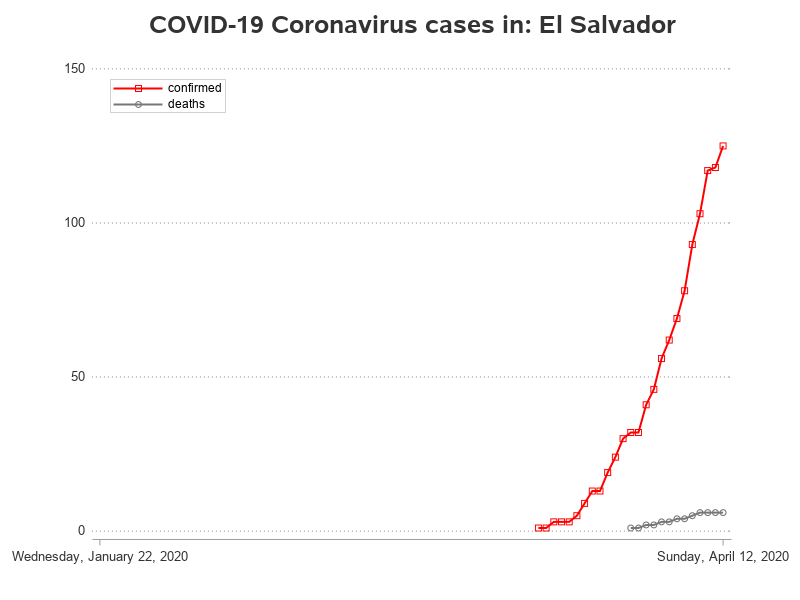 COVID-19 Coronavirus cases in: El Salvador
150
confirmed
deaths
100
50
0
Wednesday, January 22, 2020
Sunday, April 12, 2020